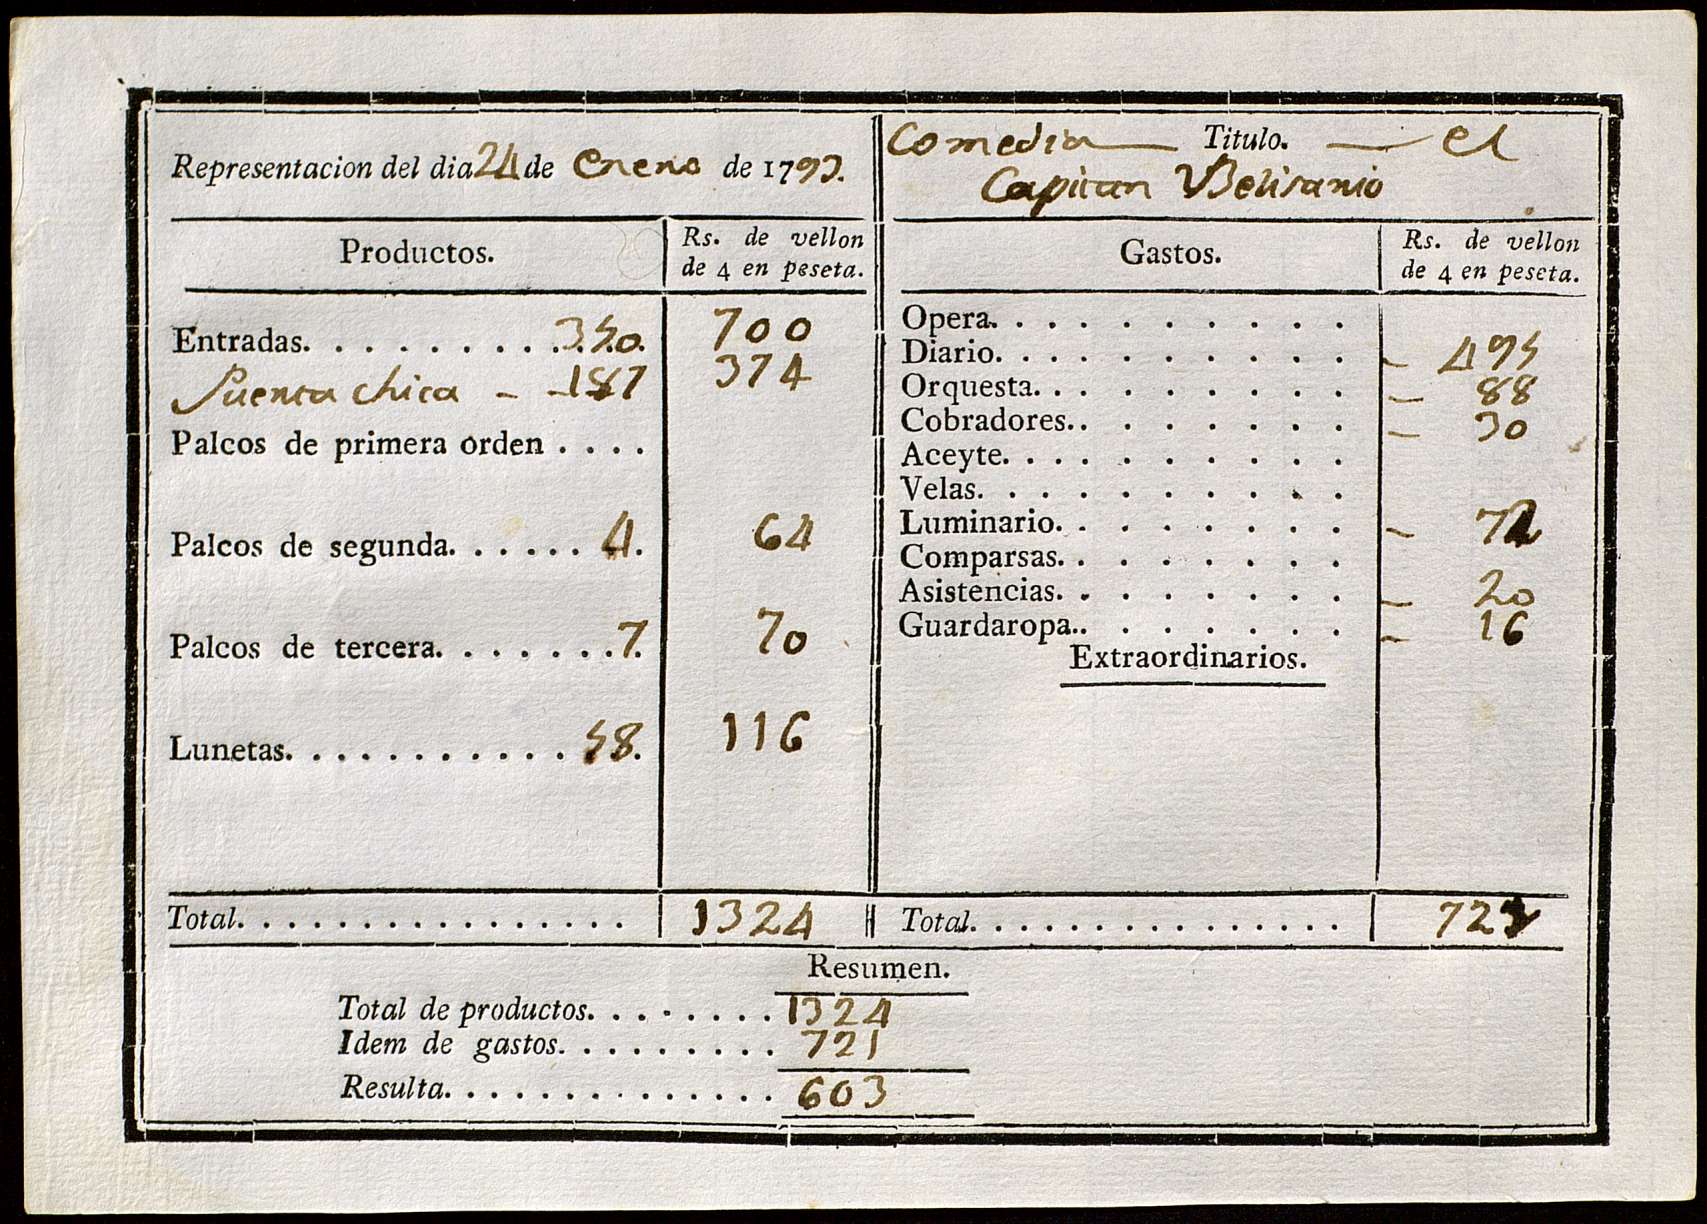 Representacion del dia 24 de Enero de 1793.
Comedia — Titulo. — el
Capitan Belisario
Productos. Rs. de vellon
de 4 en peseta.
Entradas. . . . . . . . . 350. 700
Puerta chica - - 187 374
Palcos de primera orden . . . .
Palcos de segunda. . . . . . 4. 64
Palcos de tercera. . . . . . . 7. 70
Lunetas. . . . . . . . . . . . 58. 116
Total. . . . . . . . . . . . . . . . 1324
Gastos. Rs. de vellon
de 4 en peseta.
Opera. . . . . . . . . .
Diario. . . . . . . . . . - 495
Orquesta. . . . . . . . . - 88
Cobradores. . . . . . . - 30
Aceyte. . . . . . . . . .
Velas. . . . . . . . . .
Luminario. . . . . . . . - 72
Comparsas. . . . . . . .
Asistencias. . . . . . . . - 20
Guardaropa. . . . . . . - 16
Extraordinarios.
Total. . . . . . . . . . . . . . . 721
Resumen.
Total de productos. . . . . . . . 1324
Idem de gastos. . . . . . . . . 721
Resulta. . . . . . . . . . . . . . 603